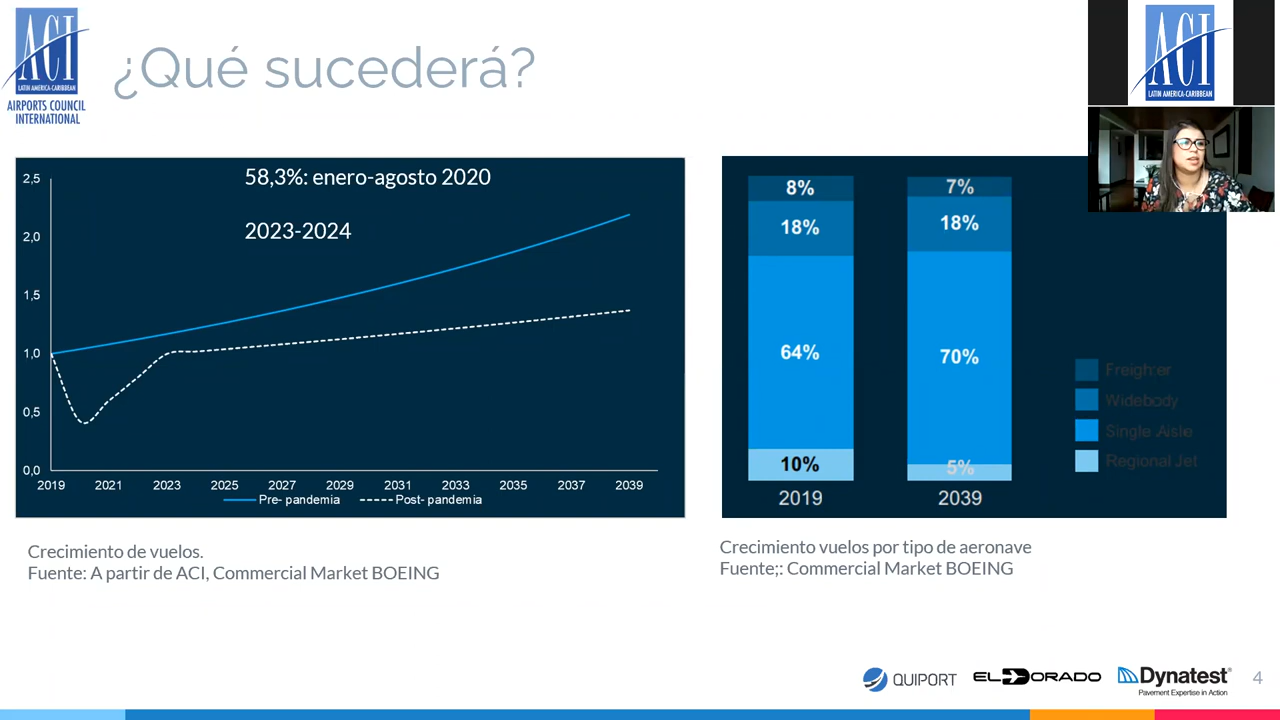 ACI
LATIN AMERICA-CARIBBEAN
AIRPORTS COUNCIL
INTERNATIONAL
¿Qué sucederá?
ACI
LATIN AMERICA-CARIBBEAN
58,3%: enero-agosto 2020
2023-2024
2,5
2,0
1,5
1,0
0,5
0,0
2019 2021 2023 2025 2027 2029 2031 2033 2035 2037 2039
Pre- pandemia Post- pandemia
8% 7%
18% 18%
64% 70%
10% 5%
2019 2039
Freighter
Widebody
Single Aisle
Regional Jet
Crecimiento de vuelos.
Fuente: A partir de ACI, Commercial Market BOEING
Crecimiento vuelos por tipo de aeronave
Fuente;: Commercial Market BOEING
QUIPORT EL DORADO Dynatest®
Pavement Expertise in Action
4